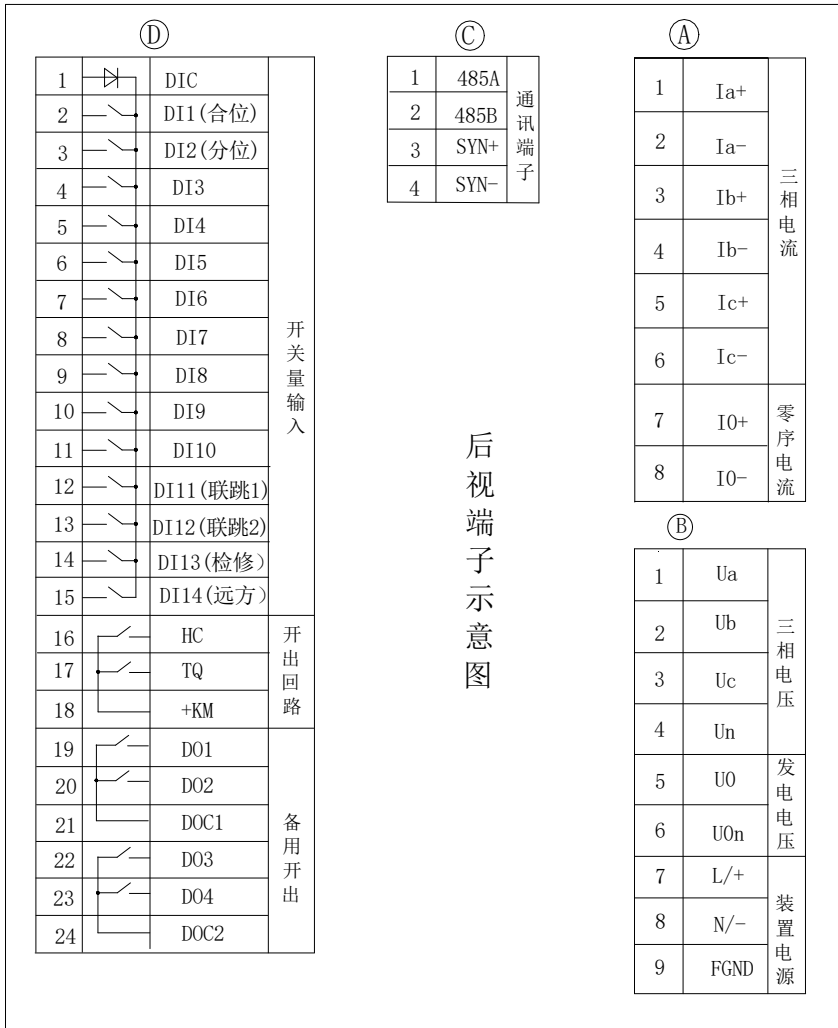 D
1 DIC
2 DI1(合位)
3 DI2(分位)
4 DI3
5 DI4
6 DI5
7 DI6
8 DI7
9 DI8
10 DI9
11 DI10
12 DI11(联跳1)
13 DI12(联跳2)
14 DI13(检修)
15 DI14(远方)
开关量输入
16 HC
17 TQ
18 +KM
开出回路
19 DO1
20 DO2
21 DOC1
22 DO3
23 DO4
24 DOC2
备用开出
C
1 485A
2 485B
3 SYN+
4 SYN-
通讯端子
后视端子示意图
A
1 Ia+
2 Ia-
3 Ib+
4 Ib-
5 Ic+
6 Ic-
三相电流
7 I0+
8 I0-
零序电流
B
1 Ua
2 Ub
3 Uc
4 Un
三相电压
5 U0
6 U0n
发电电压
7 L/+
8 N/-
9 FGND
装置电源